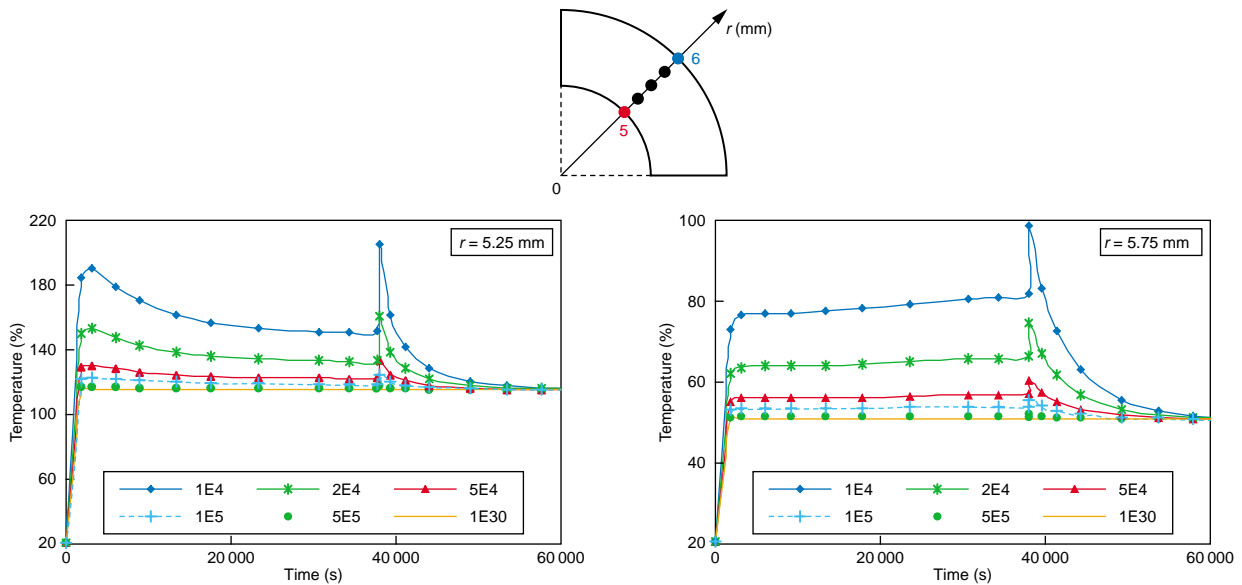 r (mm)
6
5
0
220
180
140
100
60
20
Temperature (%)
r = 5.25 mm
1E4
2E4
5E4
1E5
5E5
1E30
0
20 000
40 000
60 000
Time (s)
100
80
60
40
20
Temperature (%)
r = 5.75 mm
1E4
2E4
5E4
1E5
5E5
1E30
0
20 000
40 000
60 000
Time (s)